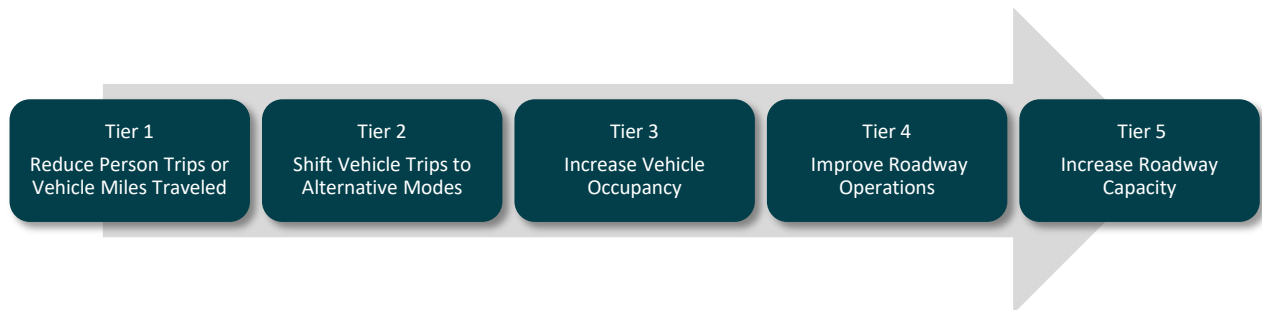 Tier 1
Reduce Person Trips or
Vehicle Miles Traveled
Tier 2
Shift Vehicle Trips to
Alternative Modes
Tier 3
Increase Vehicle
Occupancy
Tier 4
Improve Roadway
Operations
Tier 5
Increase Roadway
Capacity